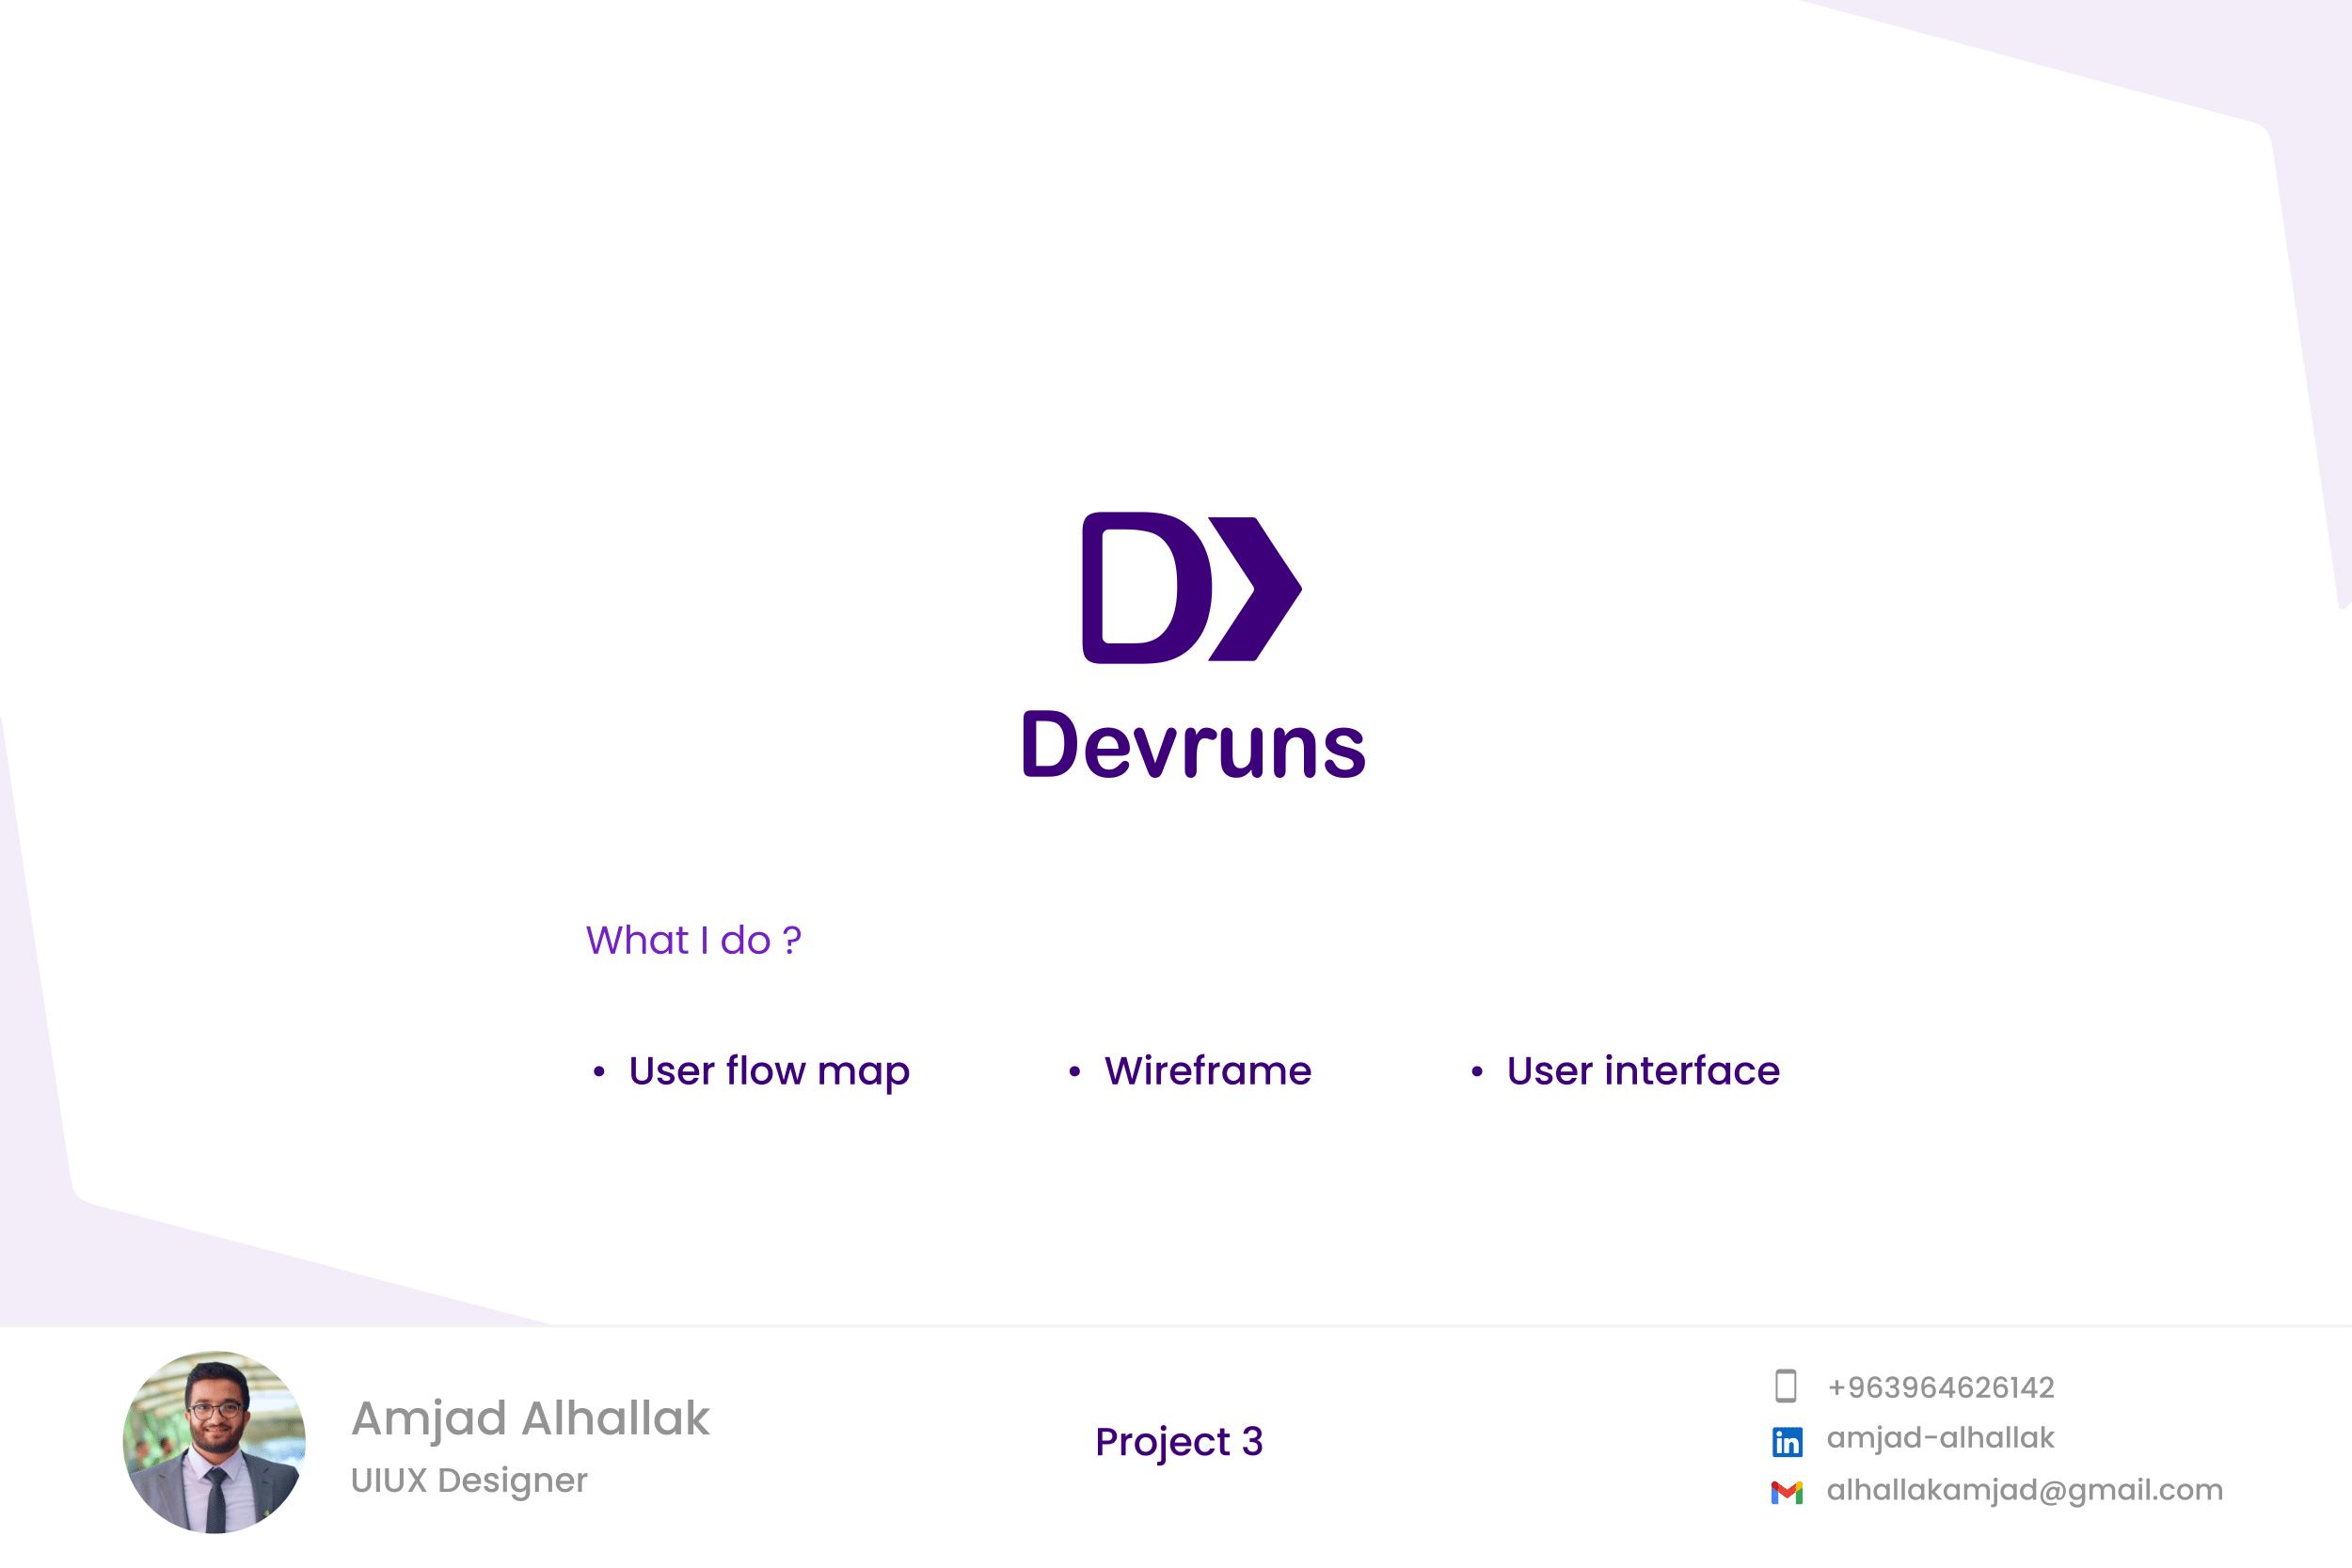 D
Devruns
What I do ?
• User flow map
• Wireframe
• User interface
Amjad Alhallak
UIUX Designer
Project 3
+963964626142
amjad-alhallak
alhallakamjad@gmail.com